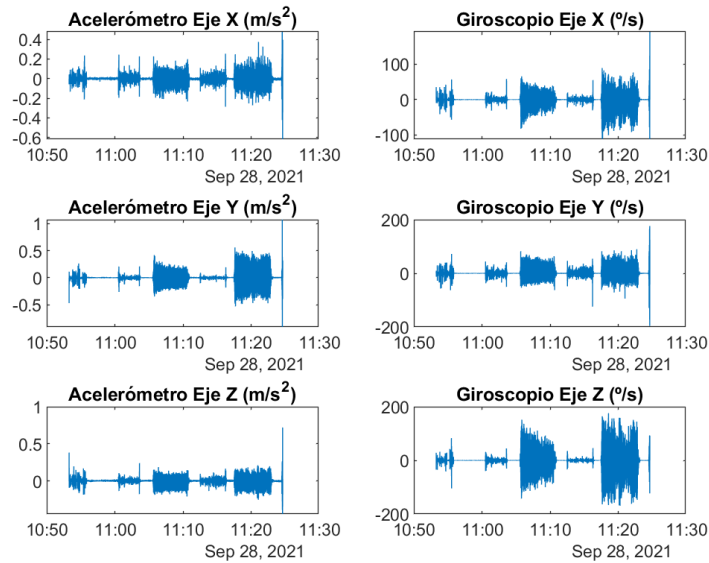 Acelerómetro Eje X (m/s²)
0.4
0.2
0
-0.2
-0.4
-0.6
10:50 11:00 11:10 11:20 11:30
Sep 28, 2021
Giroscopio Eje X (º/s)
100
0
-100
10:50 11:00 11:10 11:20 11:30
Sep 28, 2021
Acelerómetro Eje Y (m/s²)
1
0.5
0
-0.5
10:50 11:00 11:10 11:20 11:30
Sep 28, 2021
Giroscopio Eje Y (º/s)
200
0
-200
10:50 11:00 11:10 11:20 11:30
Sep 28, 2021
Acelerómetro Eje Z (m/s²)
1
0.5
0
10:50 11:00 11:10 11:20 11:30
Sep 28, 2021
Giroscopio Eje Z (º/s)
200
0
-200
10:50 11:00 11:10 11:20 11:30
Sep 28, 2021